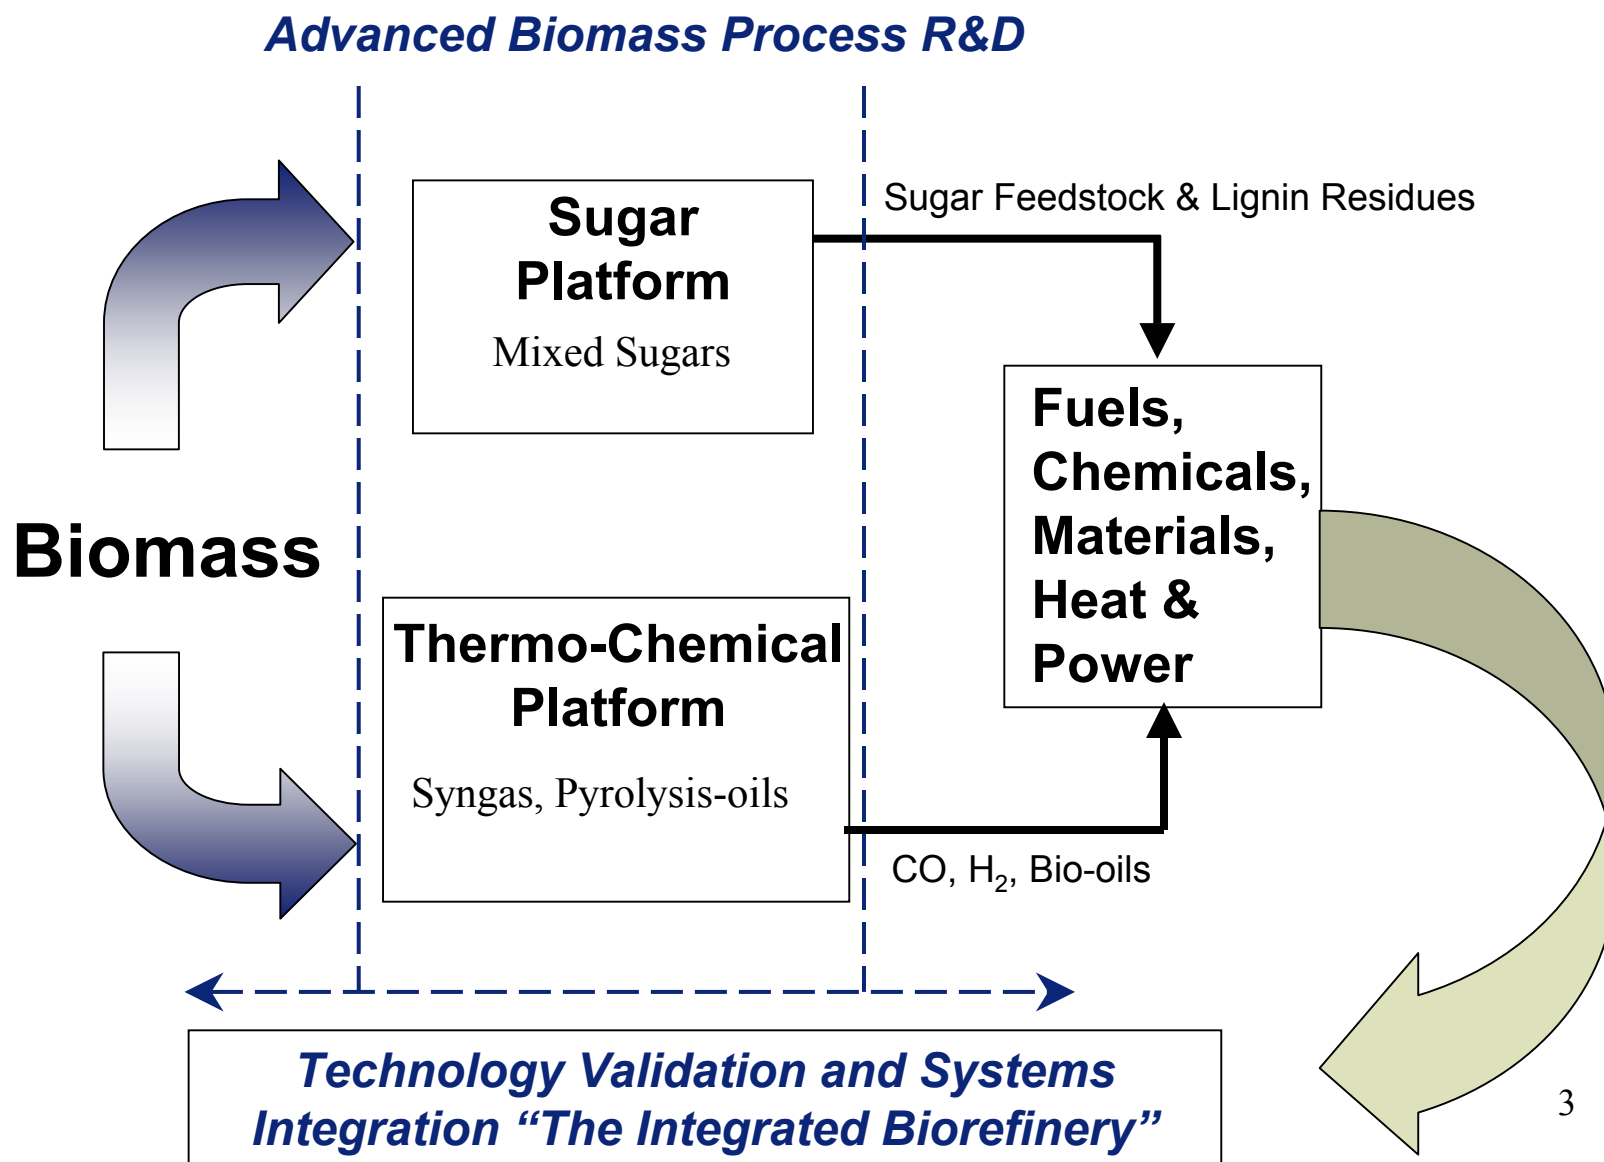 Advanced Biomass Process R&D
Sugar
Platform
Mixed Sugars
Sugar Feedstock & Lignin Residues
Biomass
Fuels,
Chemicals,
Materials,
Heat &
Power
Thermo-Chemical
Platform
Syngas, Pyrolysis-oils
CO, H₂, Bio-oils
Technology Validation and Systems
Integration “The Integrated Biorefinery”
3